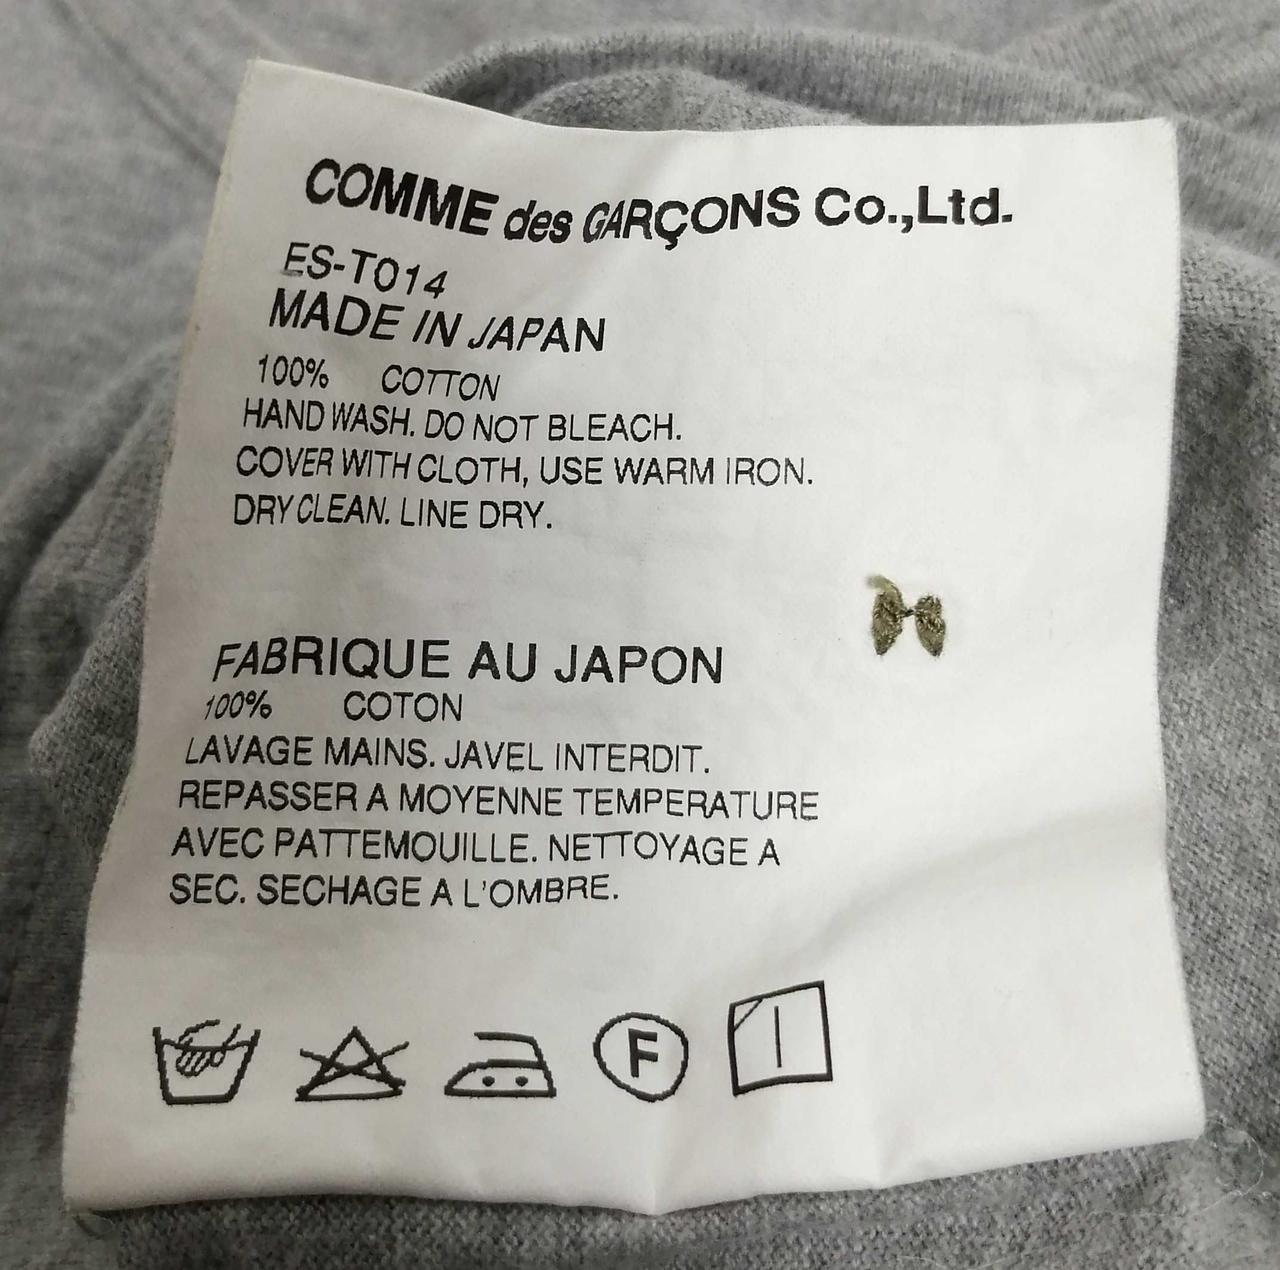 COMME des GARÇONS Co.,Ltd.
ES-T014
MADE IN JAPAN
100% COTTON
HAND WASH. DO NOT BLEACH.
COVER WITH CLOTH, USE WARM IRON.
DRY CLEAN. LINE DRY.
FABRIQUE AU JAPON
100% COTON
LAVAGE MAINS. JAVEL INTERDIT.
REPASSER A MOYENNE TEMPERATURE
AVEC PATTEMOUILLE. NETTOYAGE A
SEC. SECHAGE A L'OMBRE.
F